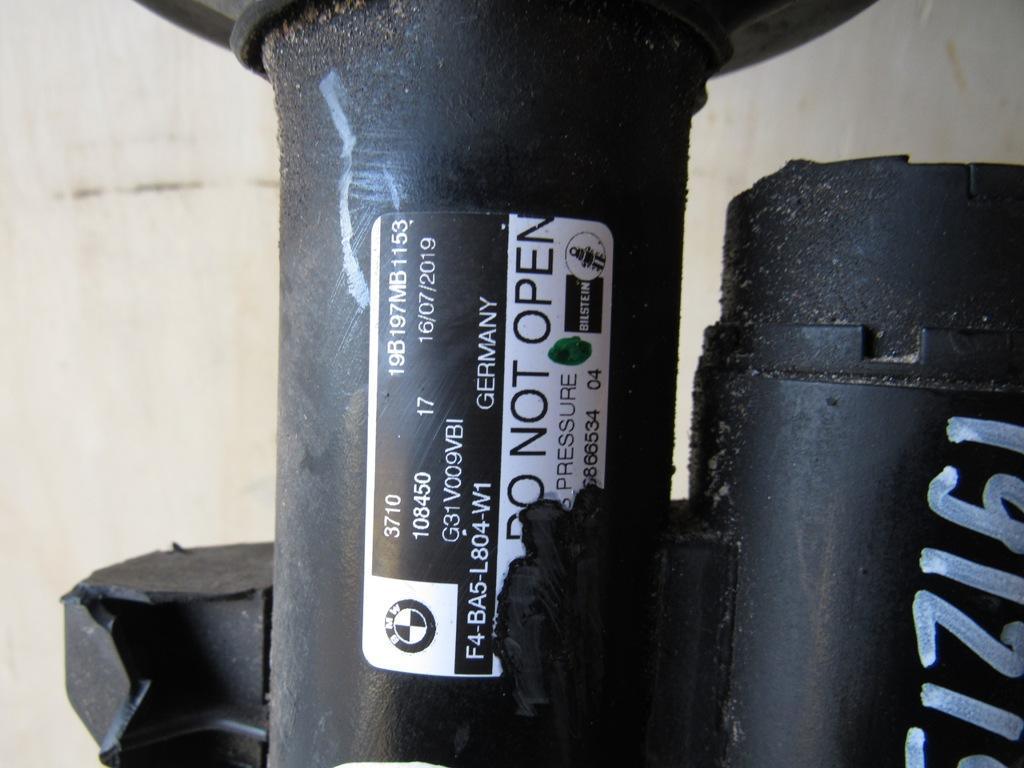 3710 19B197MB1153
108450 17 16/07/2019
G31V009VBI
F4-BA5-L804-W1 GERMANY
DO NOT OPEN
PRESSURE
6866534 04
BILSTEIN
BMW